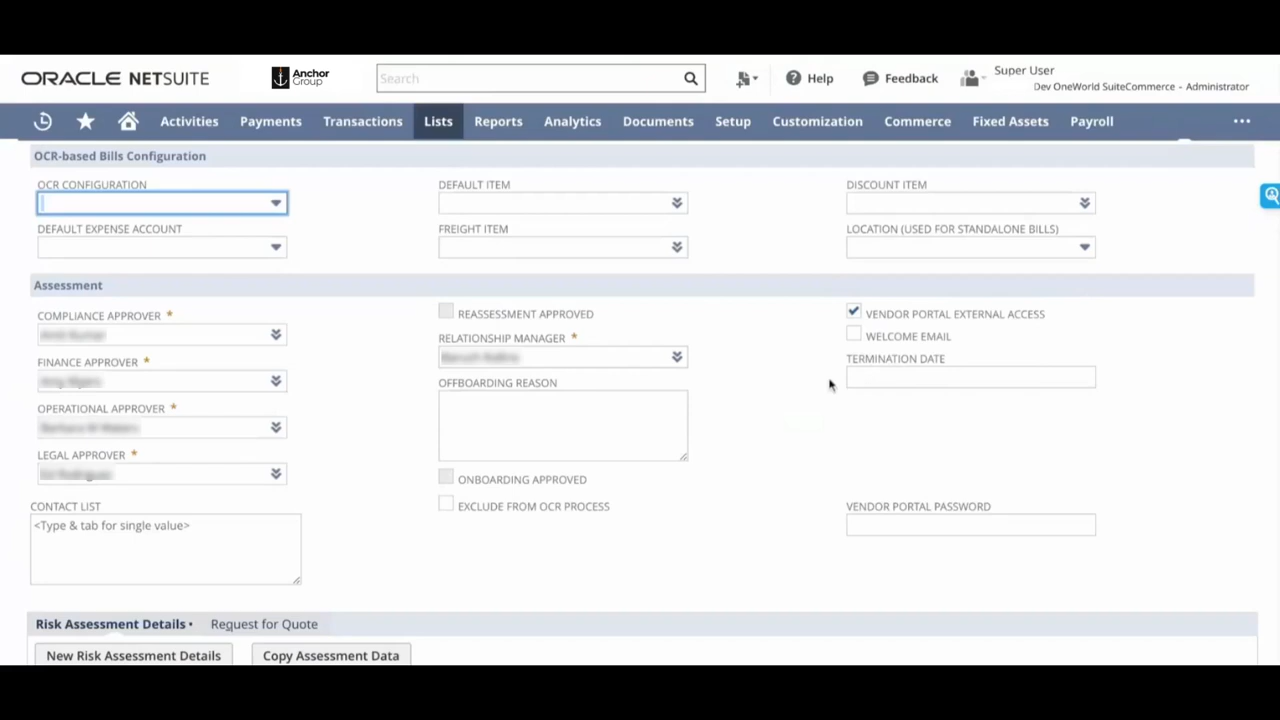 ORACLE NETSUITE
Anchor Group
Search
Help
Feedback
Super User
Dev OneWorld SuiteCommerce - Administrator
Activities Payments Transactions Lists Reports Analytics Documents Setup Customization Commerce Fixed Assets Payroll
OCR-based Bills Configuration
OCR CONFIGURATION
DEFAULT ITEM
DISCOUNT ITEM
DEFAULT EXPENSE ACCOUNT
FREIGHT ITEM
LOCATION (USED FOR STANDALONE BILLS)
Assessment
COMPLIANCE APPROVER *
FINANCE APPROVER *
OPERATIONAL APPROVER *
LEGAL APPROVER *
REASSESSMENT APPROVED
RELATIONSHIP MANAGER *
OFFBOARDING REASON
ONBOARDING APPROVED
EXCLUDE FROM OCR PROCESS
VENDOR PORTAL EXTERNAL ACCESS
WELCOME EMAIL
TERMINATION DATE
CONTACT LIST
<Type & tab for single value>
VENDOR PORTAL PASSWORD
Risk Assessment Details • Request for Quote
New Risk Assessment Details Copy Assessment Data